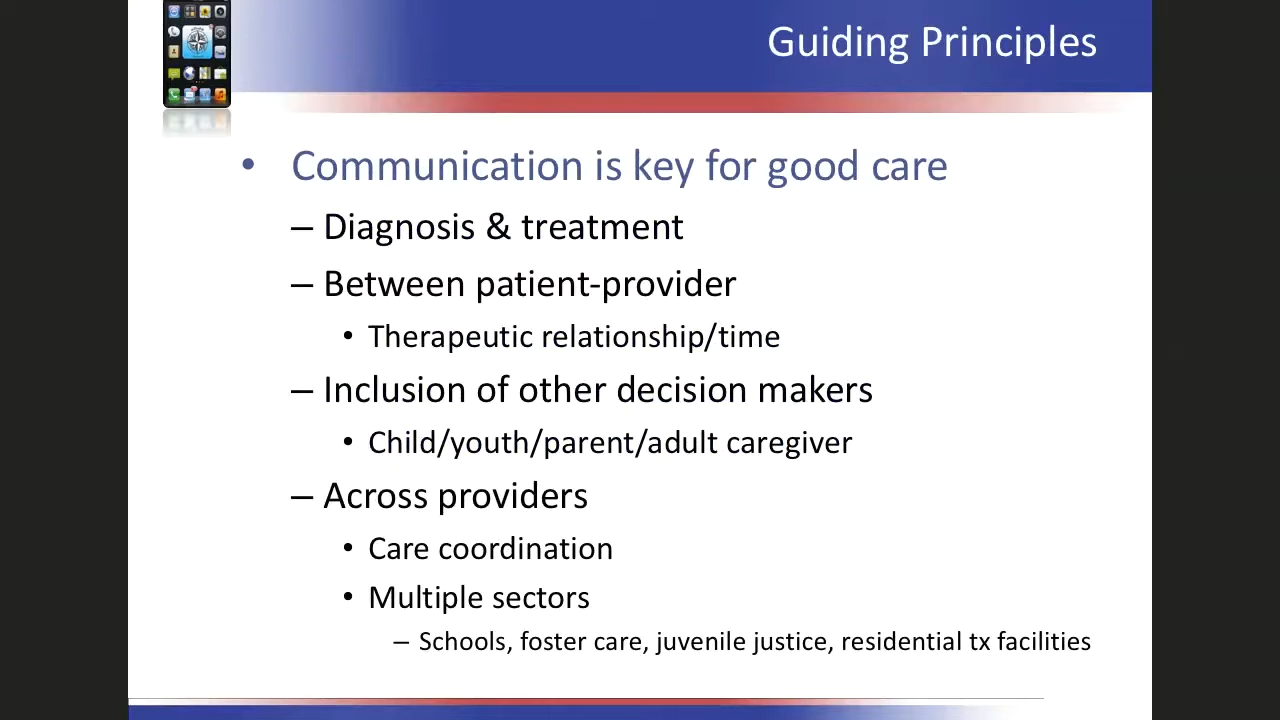 Guiding Principles
• Communication is key for good care
– Diagnosis & treatment
– Between patient-provider
• Therapeutic relationship/time
– Inclusion of other decision makers
• Child/youth/parent/adult caregiver
– Across providers
• Care coordination
• Multiple sectors
– Schools, foster care, juvenile justice, residential tx facilities